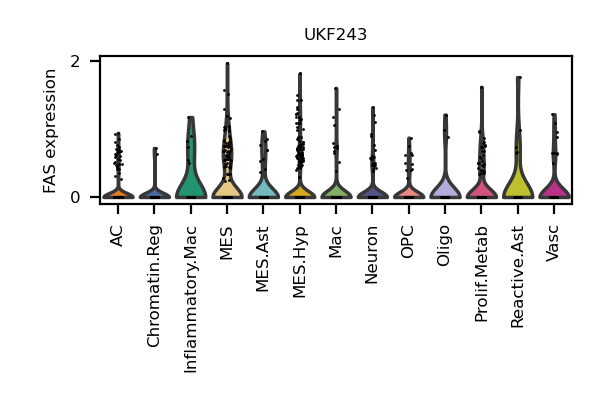 UKF243
FAS expression
2
0
AC
Chromatin.Reg
Inflammatory.Mac
MES
MES.Ast
MES.Hyp
Mac
Neuron
OPC
Oligo
Prolif.Metab
Reactive.Ast
Vasc